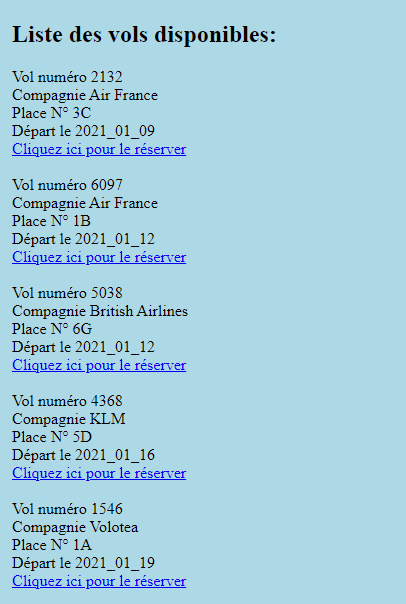 Liste des vols disponibles:
Vol numéro 2132
Compagnie Air France
Place N° 3C
Départ le 2021_01_09
Cliquez ici pour le réserver
Vol numéro 6097
Compagnie Air France
Place N° 1B
Départ le 2021_01_12
Cliquez ici pour le réserver
Vol numéro 5038
Compagnie British Airlines
Place N° 6G
Départ le 2021_01_12
Cliquez ici pour le réserver
Vol numéro 4368
Compagnie KLM
Place N° 5D
Départ le 2021_01_16
Cliquez ici pour le réserver
Vol numéro 1546
Compagnie Volotea
Place N° 1A
Départ le 2021_01_19
Cliquez ici pour le réserver